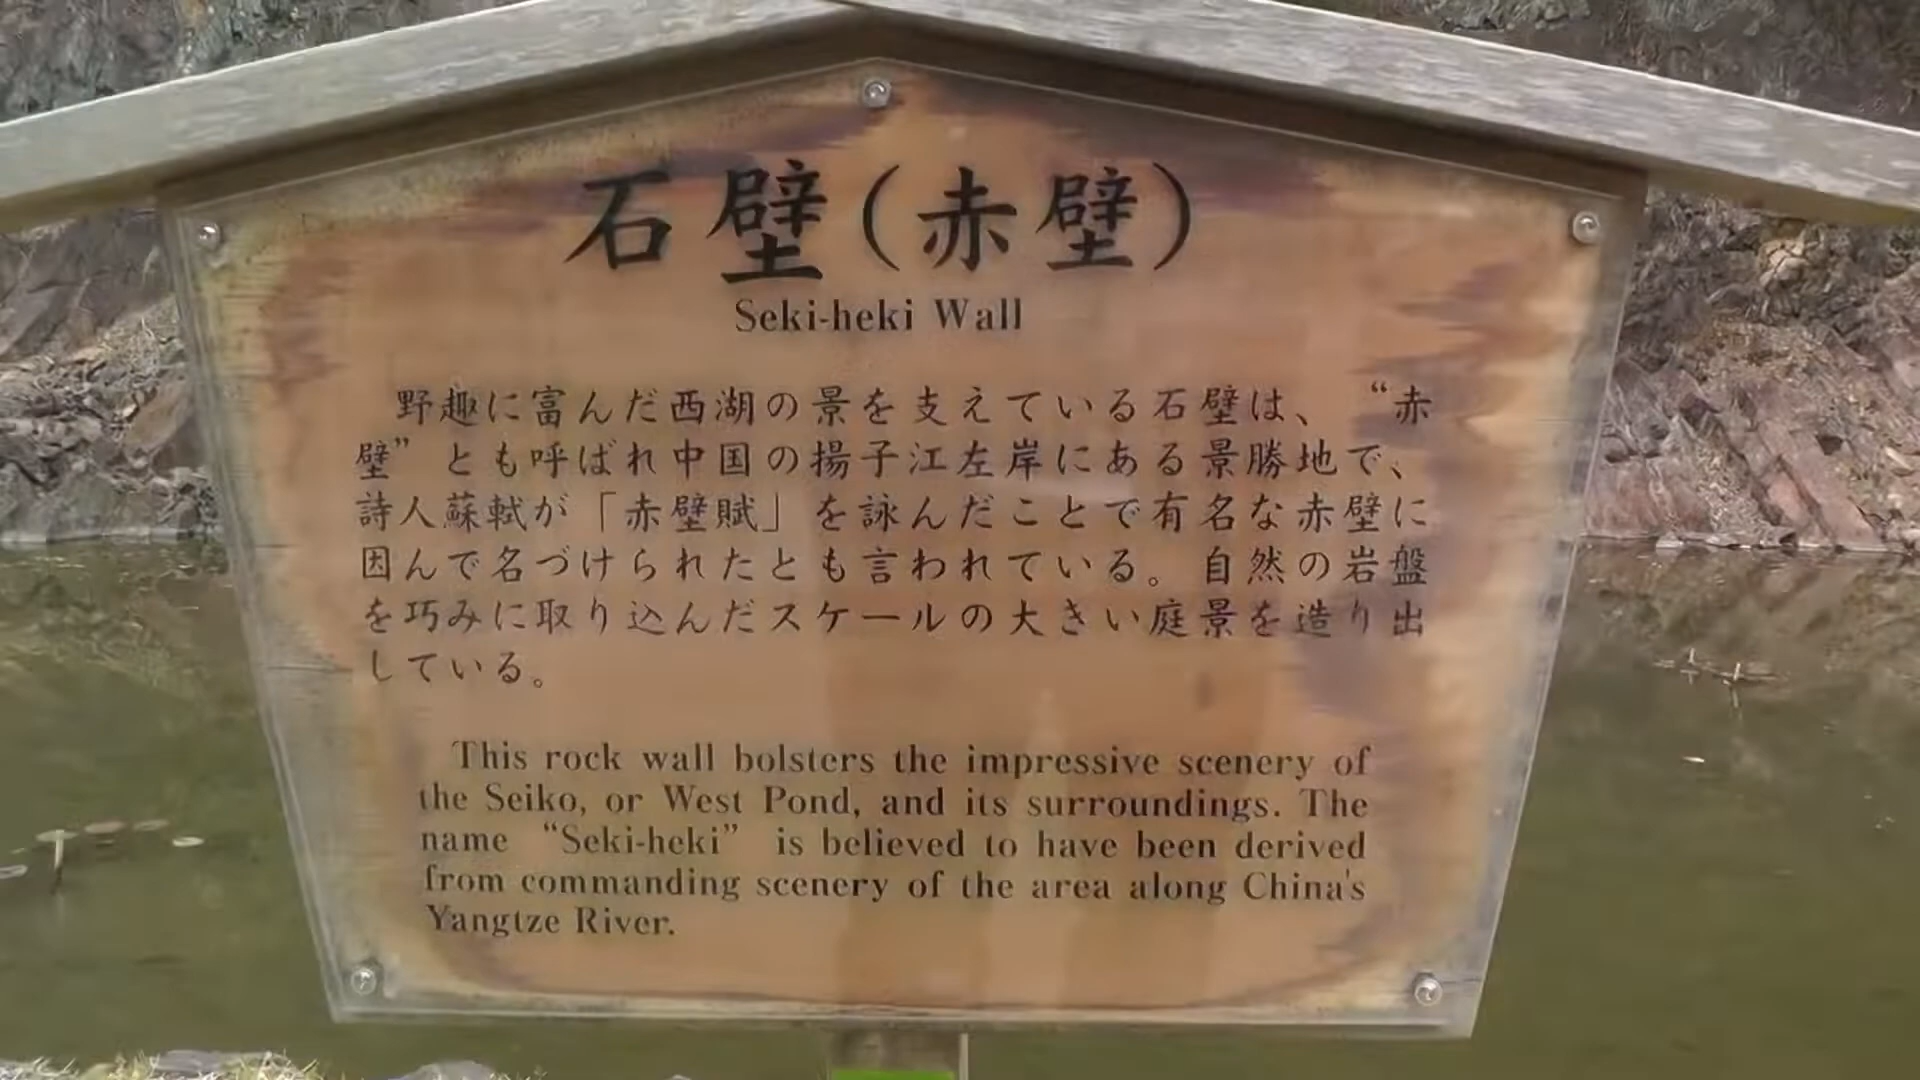 石壁(赤壁)
Seki-heki Wall
野趣に富んだ西湖の景を支えている石壁は、“赤
壁”とも呼ばれ中国の揚子江左岸にある景勝地で、
詩人蘇軾が「赤壁賦」を詠んだことで有名な赤壁に
因んで名づけられたとも言われている。自然の岩盤
を巧みに取り込んだスケールの大きい庭景を造り出
している。
This rock wall bolsters the impressive scenery of
the Seiko, or West Pond, and its surroundings. The
name “Seki-heki” is believed to have been derived
from commanding scenery of the area along China's
Yangtze River.